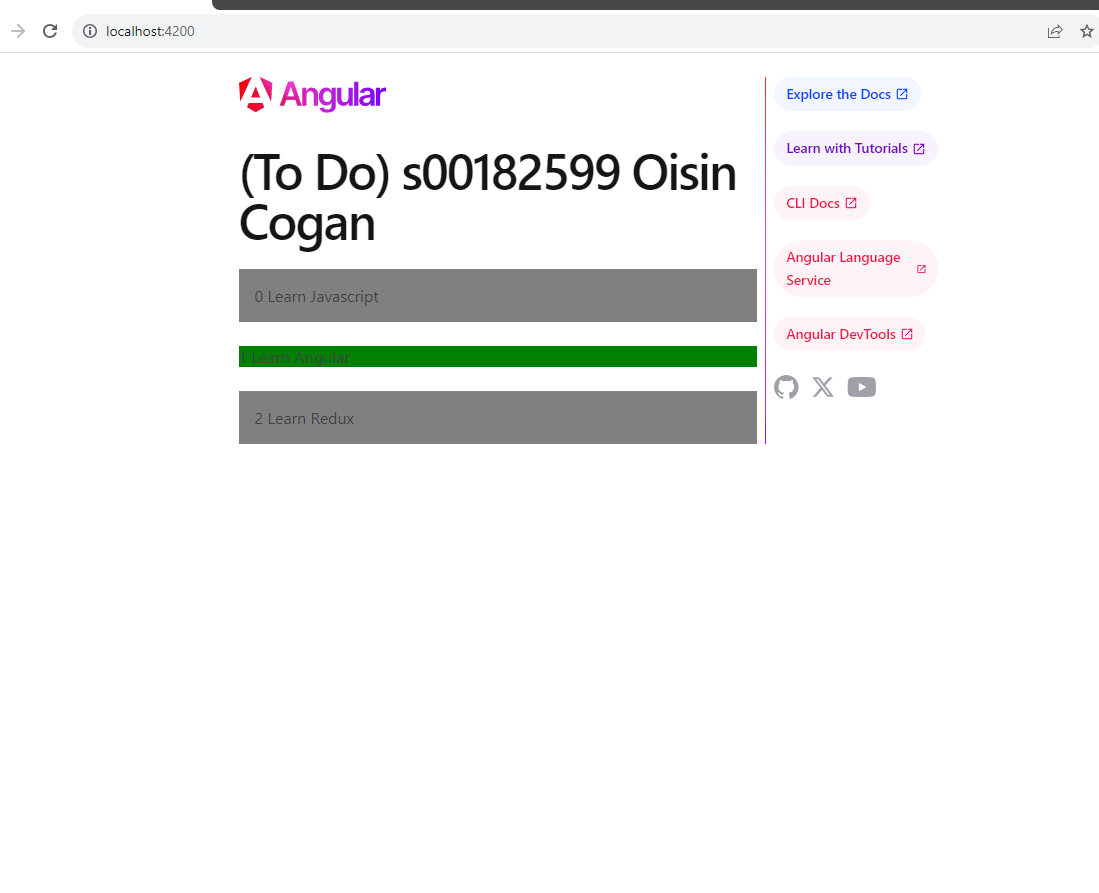 localhost:4200
Angular
(To Do) s00182599 Oisin
Cogan
0 Learn Javascript
1 Learn Angular
2 Learn Redux
Explore the Docs
Learn with Tutorials
CLI Docs
Angular Language
Service
Angular DevTools